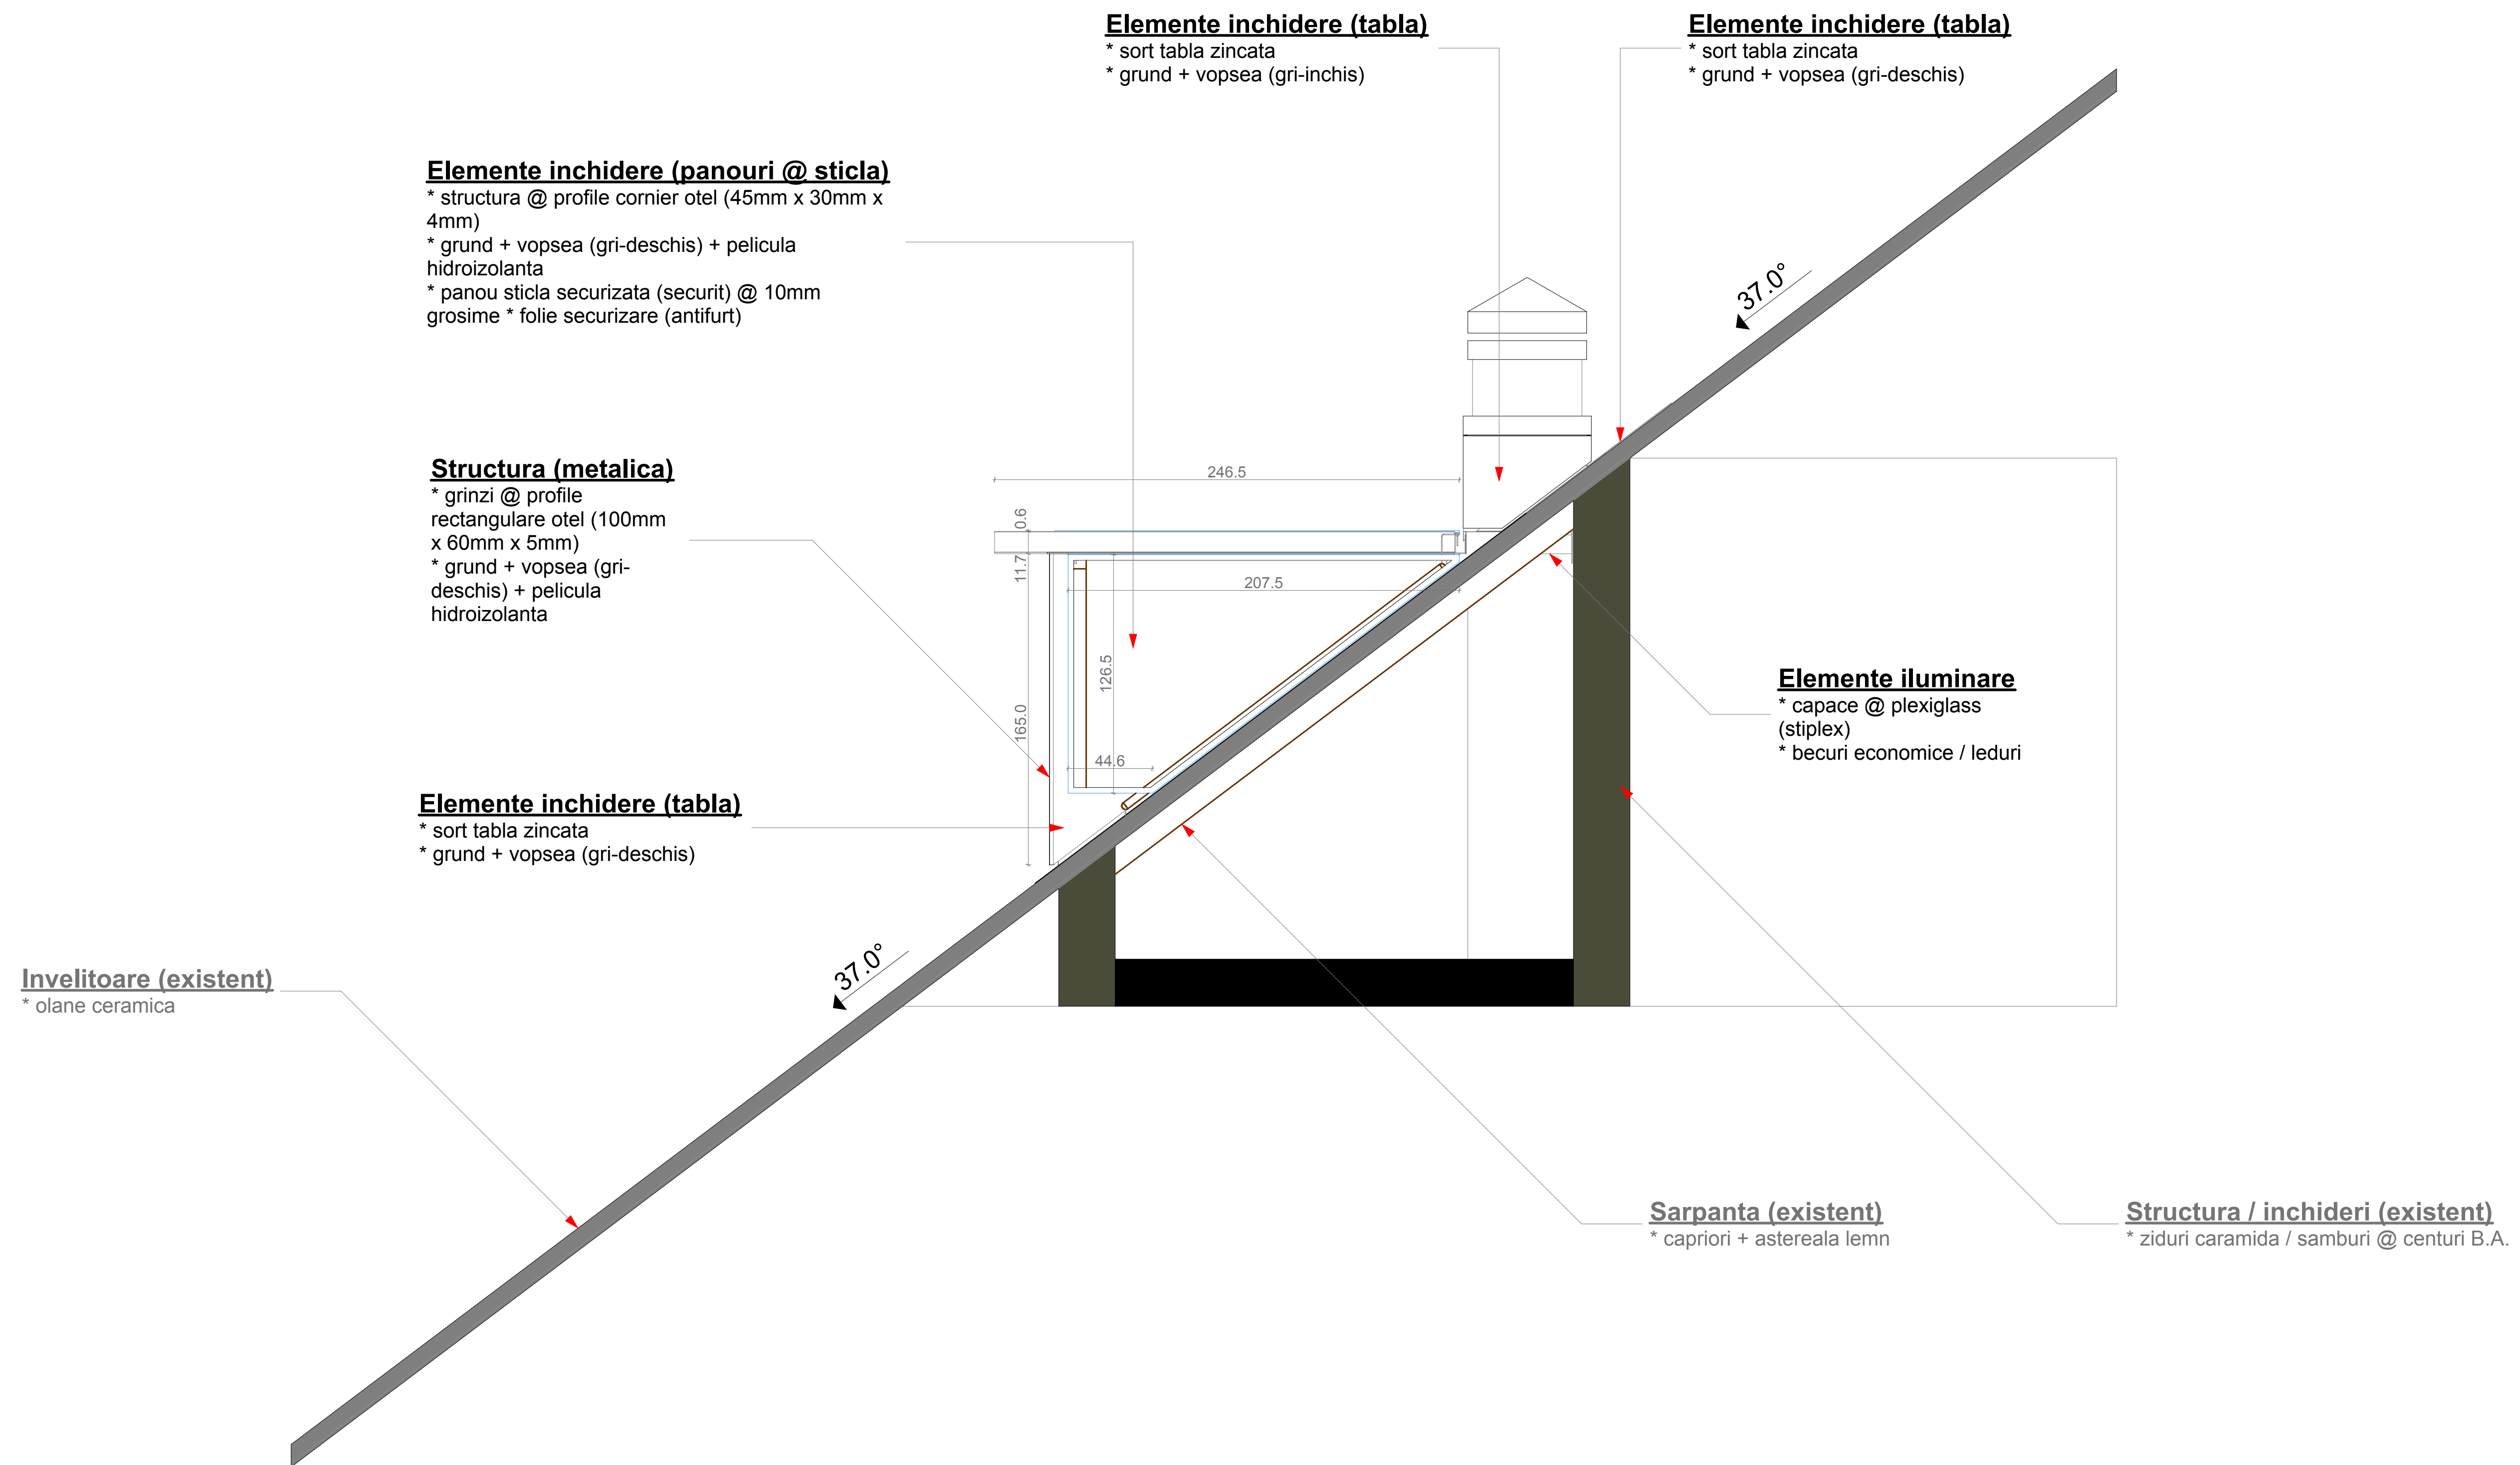 Elemente inchidere (tabla)
* sort tabla zincata
* grund + vopsea (gri-inchis)
Elemente inchidere (tabla)
* sort tabla zincata
* grund + vopsea (gri-deschis)
Elemente inchidere (panouri @ sticla)
* structura @ profile cornier otel (45mm x 30mm x
4mm)
* grund + vopsea (gri-deschis) + pelicula
hidroizolanta
* panou sticla securizata (securit) @ 10mm
grosime * folie securizare (antifurt)
37.0°
Structura (metalica)
* grinzi @ profile
rectangulare otel (100mm
x 60mm x 5mm)
* grund + vopsea (gri-
deschis) + pelicula
hidroizolanta
246.5
0.6
11.7
207.5
126.5
165.0
44.6
Elemente iluminare
* capace @ plexiglass
(stiplex)
* becuri economice / leduri
Elemente inchidere (tabla)
* sort tabla zincata
* grund + vopsea (gri-deschis)
37.0°
Invelitoare (existent)
* olane ceramica
Sarpanta (existent)
* capriori + astereala lemn
Structura / inchideri (existent)
* ziduri caramida / samburi @ centuri B.A.